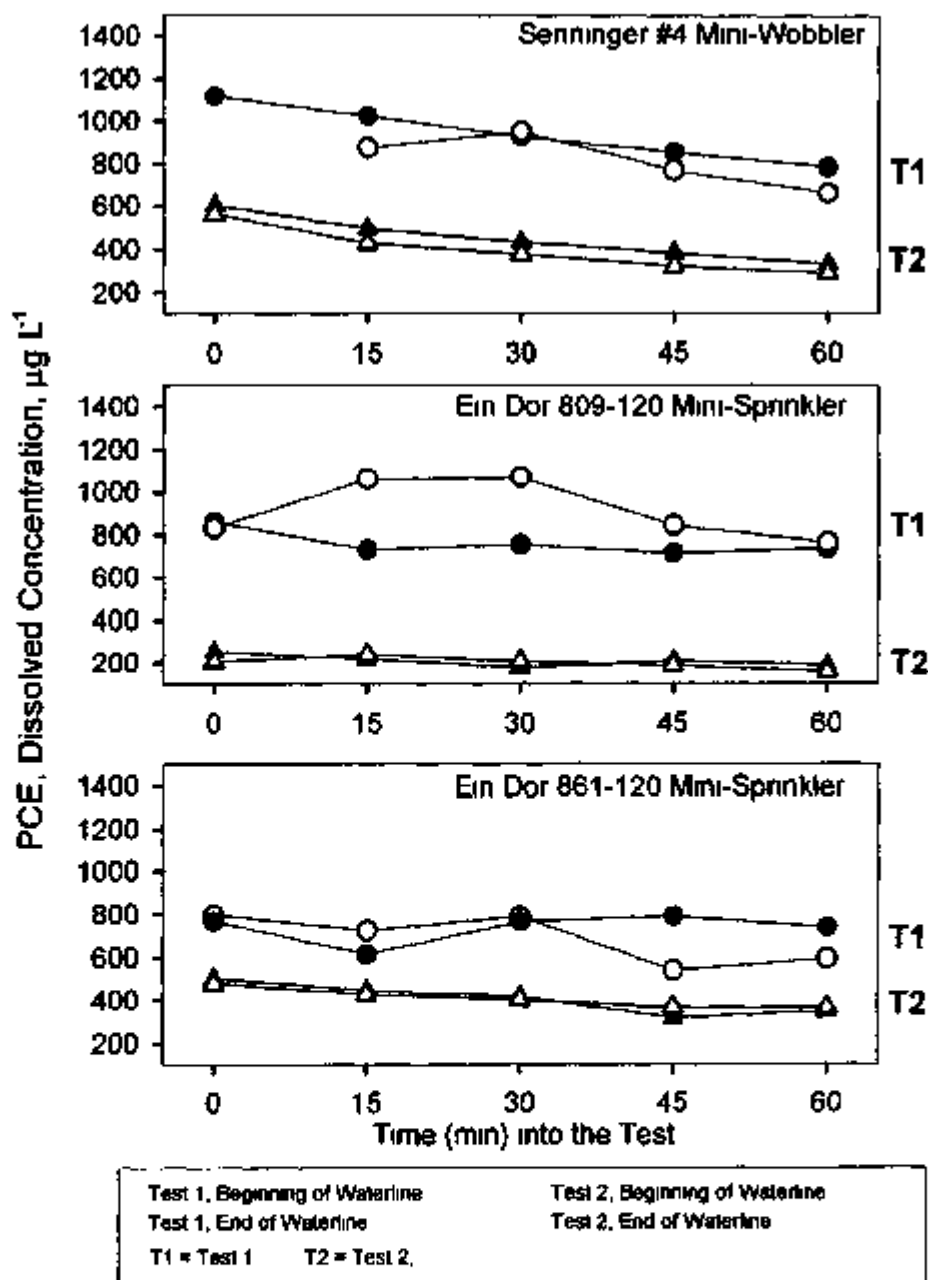 Senninger #4 Mini-Wobbler
1400
1200
1000
800
600
400
200
T1
T2
0 15 30 45 60
Ein Dor 809-120 Mini-Sprinkler
1400
1200
1000
800
600
400
200
T1
T2
0 15 30 45 60
Ein Dor 861-120 Mini-Sprinkler
1400
1200
1000
800
600
400
200
T1
T2
0 15 30 45 60
PCE, Dissolved Concentration, µg L-1
Time (min) into the Test
Test 1, Beginning of Waterline Test 2, Beginning of Waterline
Test 1, End of Waterline Test 2, End of Waterline
T1 = Test 1 T2 = Test 2,